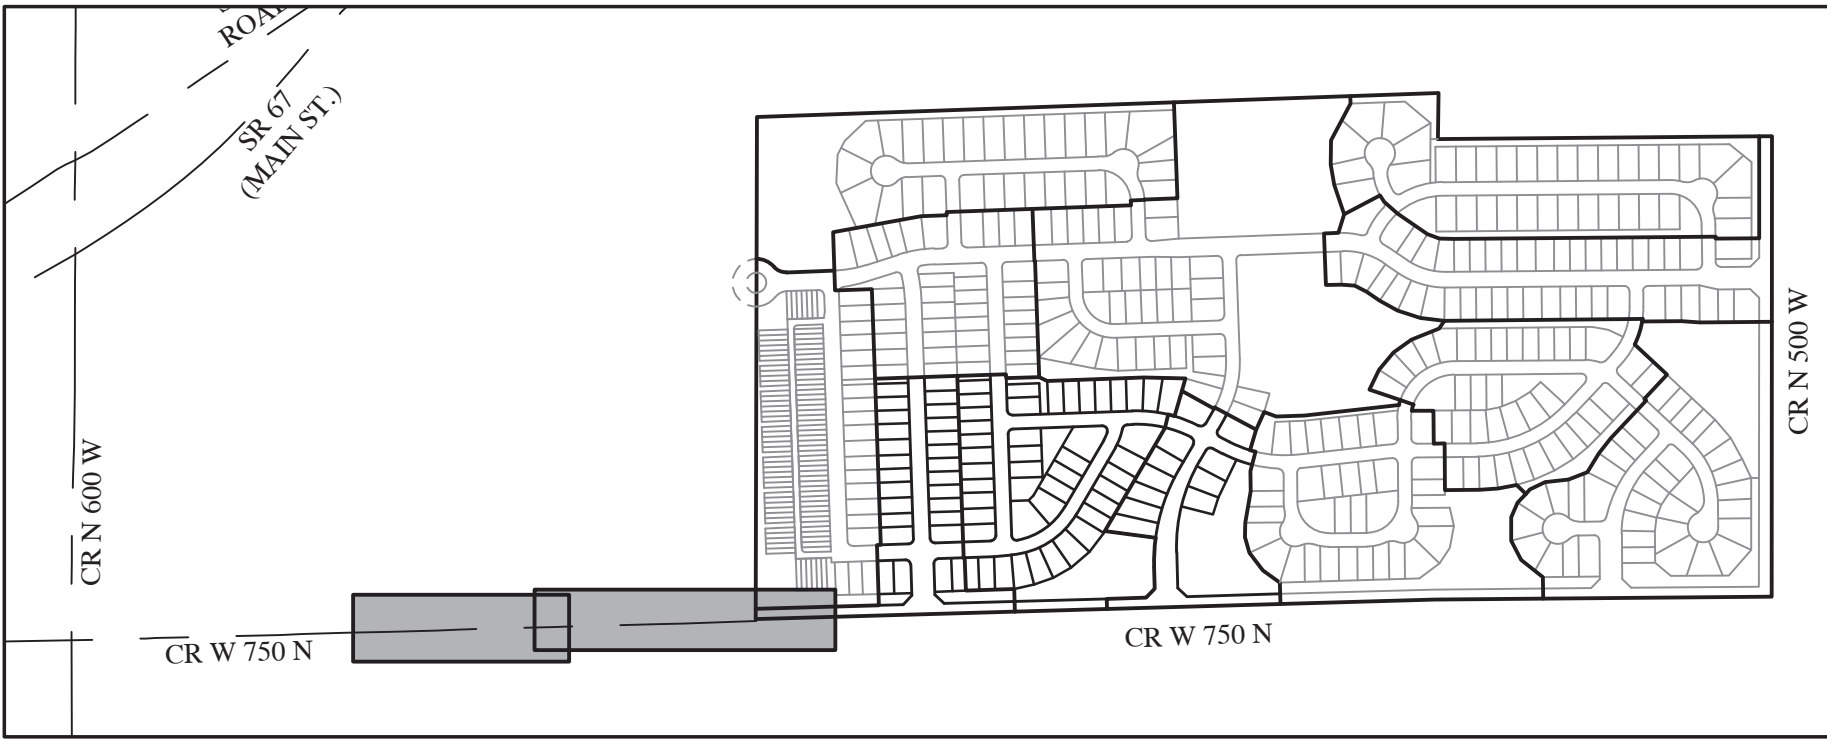 ROAD
SR 67
(MAIN ST.)
CR N 600 W
CR N 500 W
CR W 750 N
CR W 750 N